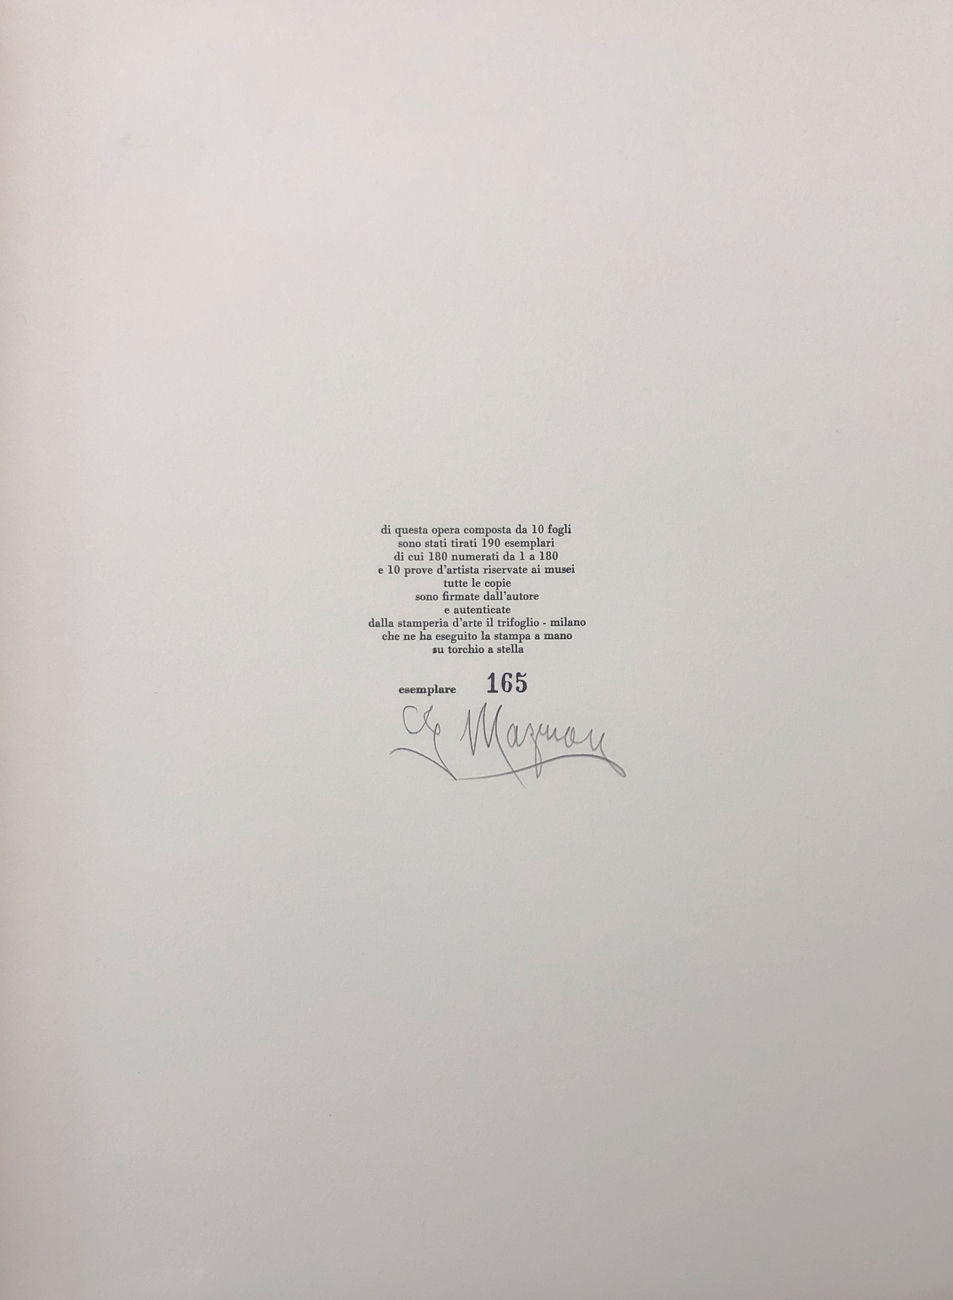 di questa opera composta da 10 fogli
sono stati tirati 190 esemplari
di cui 180 numerati da 1 a 180
e 10 prove d'artista riservate ai musei
tutte le copie
sono firmate dall'autore
e autenticate
dalla stamperia d'arte il trifoglio - milano
che ne ha eseguito la stampa a mano
su torchio a stella
esemplare 165